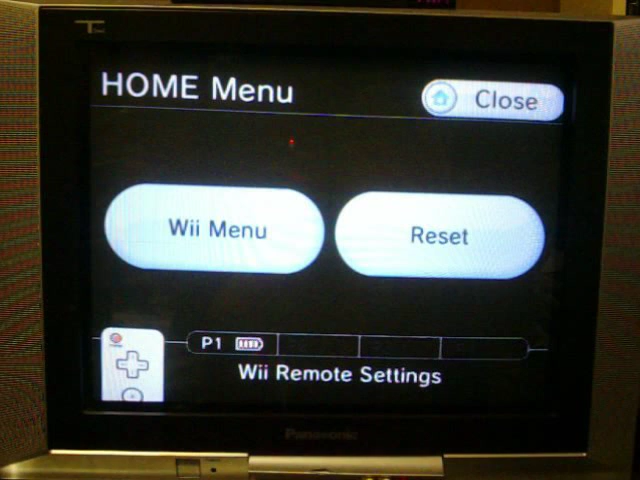 HOME Menu
Close
Wii Menu
Reset
P1
Wii Remote Settings
Panasonic